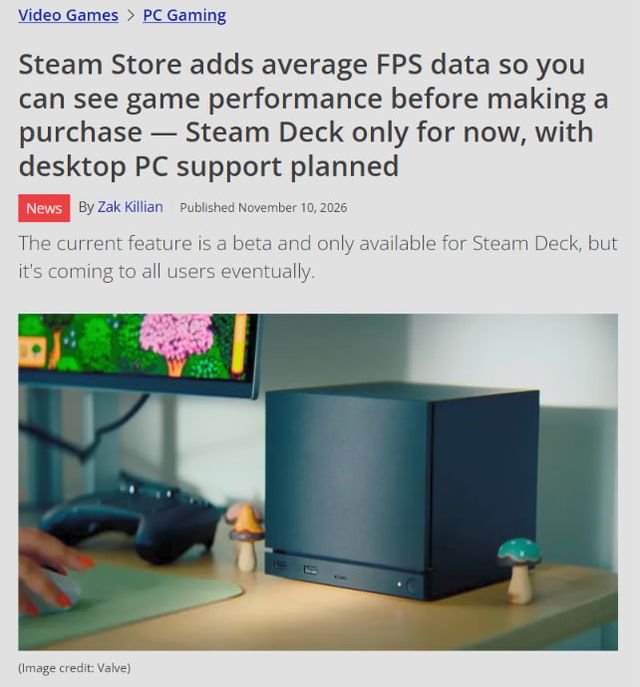 Video Games > PC Gaming
Steam Store adds average FPS data so you
can see game performance before making a
purchase — Steam Deck only for now, with
desktop PC support planned
News By Zak Killian Published November 10, 2026
The current feature is a beta and only available for Steam Deck, but
it's coming to all users eventually.
(Image credit: Valve)